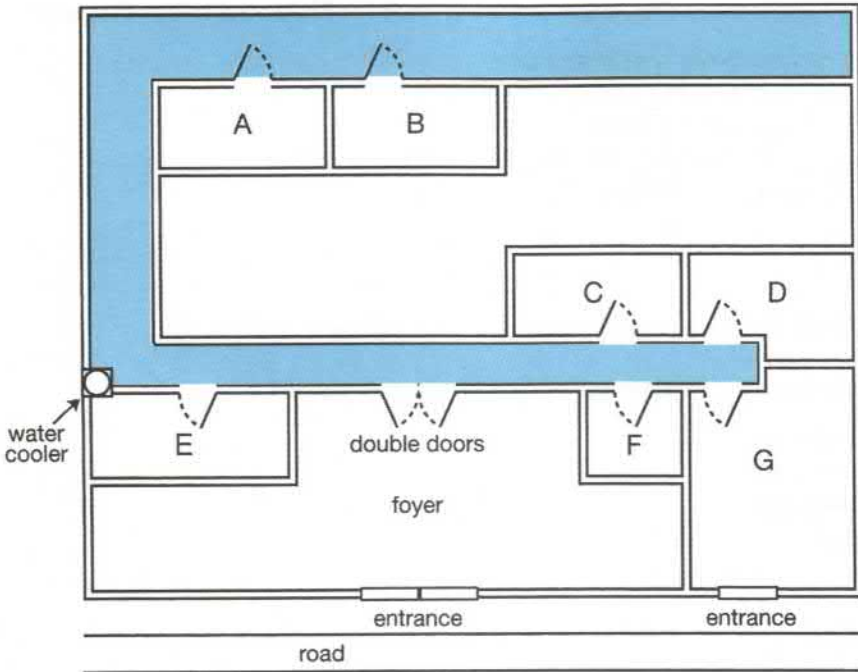 A
B
C
D
water
cooler
E
double doors
F
G
foyer
entrance
entrance
road